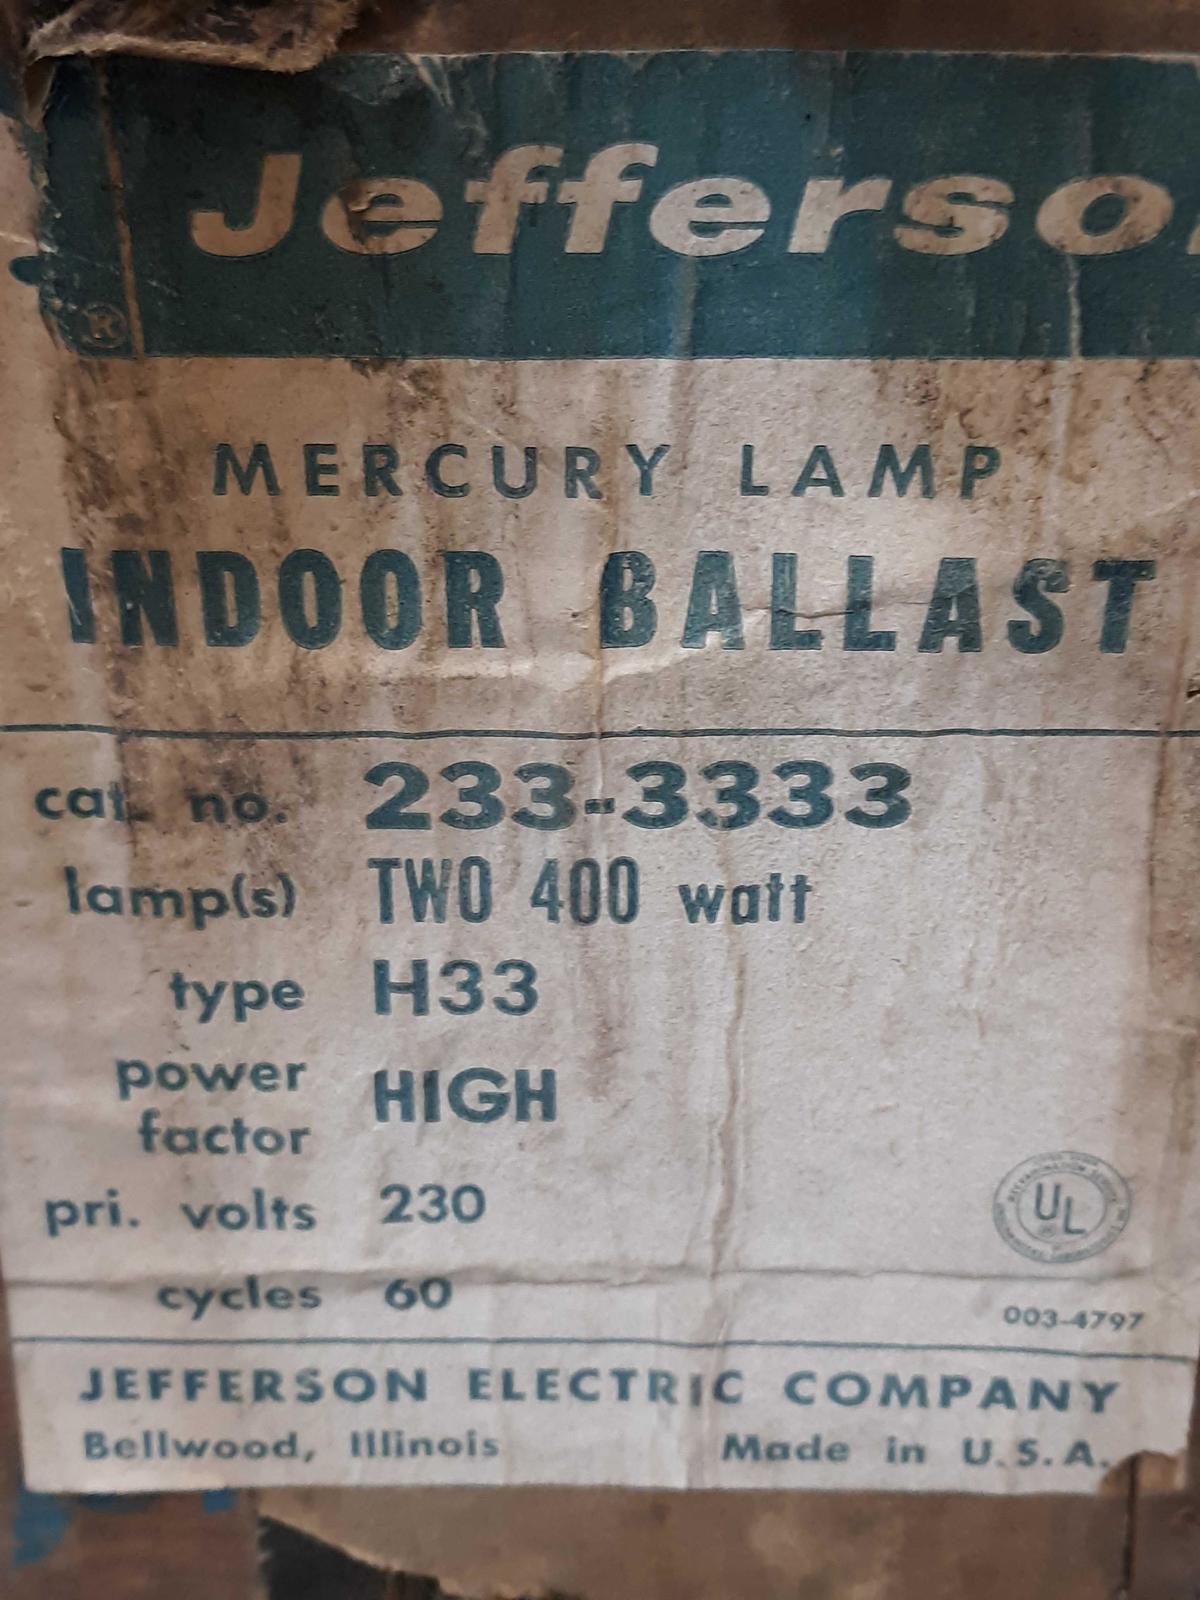 Jefferso
®
MERCURY LAMP
INDOOR BALLAST
cat. no. 233-3333
lamp(s) TWO 400 watt
type H33
power factor HIGH
pri. volts 230
cycles 60
UL
003-4797
JEFFERSON ELECTRIC COMPANY
Bellwood, Illinois Made in U.S.A.